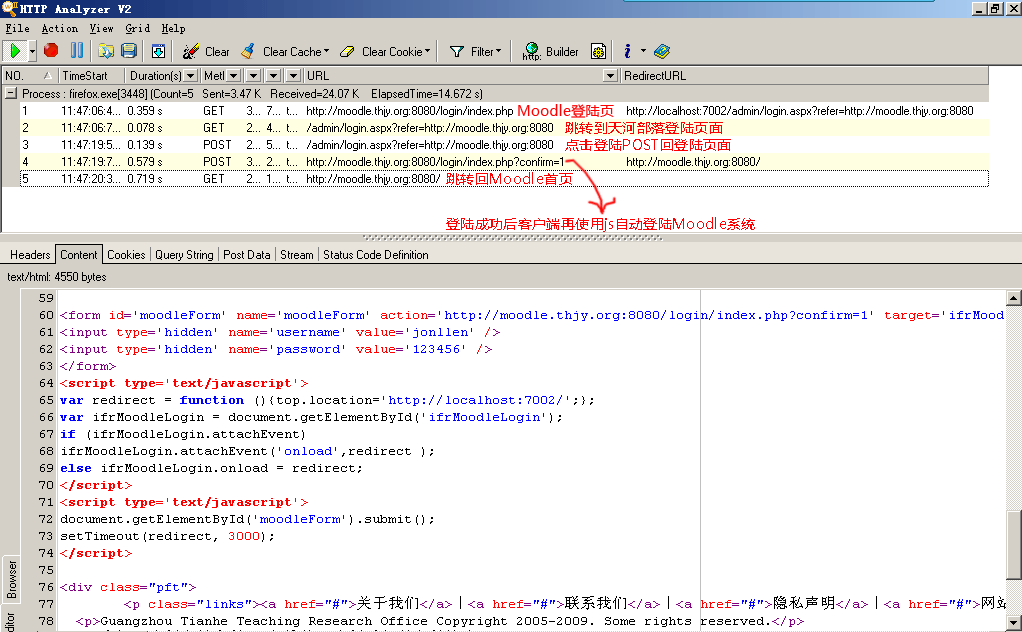 HTTP Analyzer V2
File Action View Grid Help
Clear Clear Cache Clear Cookie Filter http: Builder
NO. TimeStart Duration(s) Metl URL RedirectURL
Process : firefox.exe[3448] (Count=5 Sent=3.47 K Received=24.07 K ElapsedTime=14.672 s)
1 11:47:06:4... 0.359 s GET 3... 7... t... http://moodle.thjy.org:8080/login/index.php Moodle登陆页 http://localhost:7002/admin/login.aspx?refer=http://moodle.thjy.org:8080
2 11:47:06:7... 0.078 s GET 2... 4... t... /admin/login.aspx?refer=http://moodle.thjy.org:8080 跳转到天河部落登陆页面
3 11:47:19:5... 0.139 s POST 2... 5... t... /admin/login.aspx?refer=http://moodle.thjy.org:8080 点击登陆POST回登陆页面
4 11:47:19:7... 0.579 s POST 3... 2... t... http://moodle.thjy.org:8080/login/index.php?confirm=1 http://moodle.thjy.org:8080/
5 11:47:20:3... 0.719 s GET 2... 1... t... http://moodle.thjy.org:8080/ 跳转回Moodle首页
登陆成功后客户端再使用js自动登陆Moodle系统
Headers Content Cookies Query String Post Data Stream Status Code Definition
text/html: 4550 bytes
59
60 <form id='moodleForm' name='moodleForm' action='http://moodle.thjy.org:8080/login/index.php?confirm=1' target='ifrMood
61 <input type='hidden' name='username' value='jonllen' />
62 <input type='hidden' name='password' value='123456' />
63 </form>
64 <script type='text/javascript'>
65 var redirect = function (){top.location='http://localhost:7002/';};
66 var ifrMoodleLogin = document.getElementById('ifrMoodleLogin');
67 if (ifrMoodleLogin.attachEvent)
68 ifrMoodleLogin.attachEvent('onload',redirect );
69 else ifrMoodleLogin.onload = redirect;
70 </script>
71 <script type='text/javascript'>
72 document.getElementById('moodleForm').submit();
73 setTimeout(redirect, 3000);
74 </script>
75
76 <div class="pft">
77 <p class="links"><a href="#">关于我们</a>|<a href="#">联系我们</a>|<a href="#">隐私声明</a>|<a href="#">网站
78 <p>Guangzhou Tianhe Teaching Research Office Copyright 2005-2009. Some rights reserved.</p>
Browser
ditor